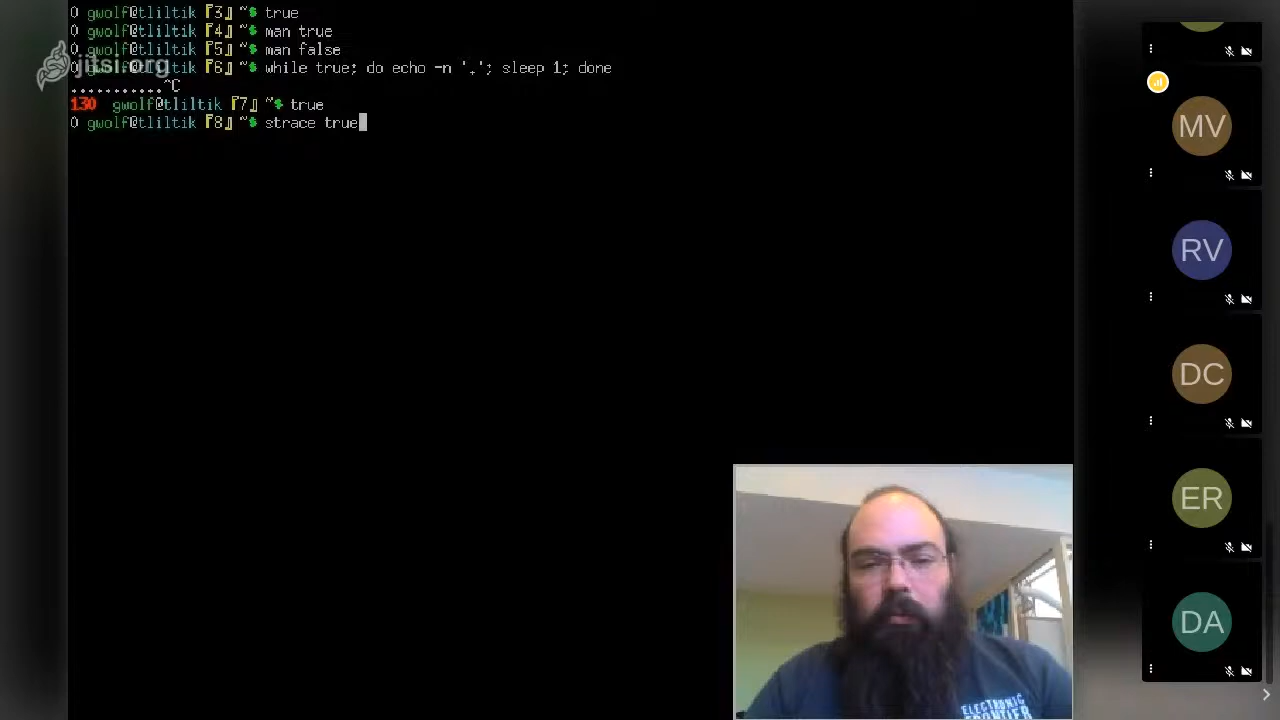 0 gwolf@tliltik『3』~$ true
0 gwolf@tliltik『4』~$ man true
0 gwolf@tliltik『5』~$ man false
0 gwolf@tliltik『6』~$ while true; do echo -n '.'; sleep 1; done
...........^C
130 gwolf@tliltik『7』~$ true
0 gwolf@tliltik『8』~$ strace true
jitsi.org
MV
RV
DC
ER
DA
ELECTRONIC
FRONTIER